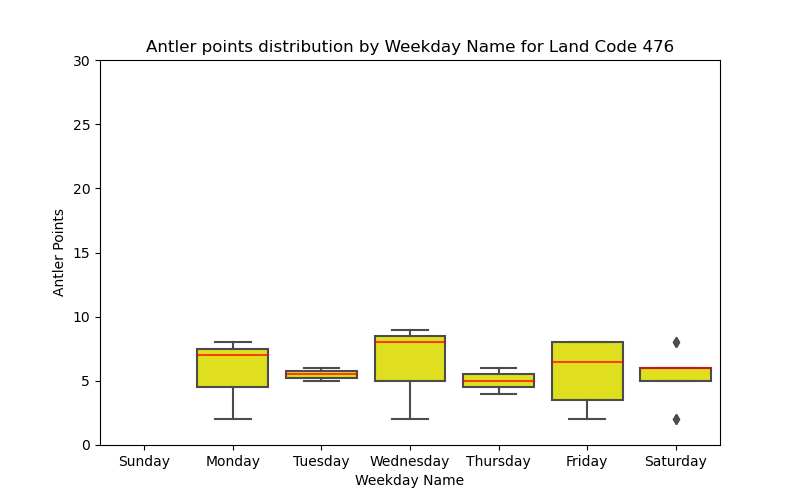 Antler points distribution by Weekday Name for Land Code 476
Antler Points
30
25
20
15
10
5
0
Sunday Monday Tuesday Wednesday Thursday Friday Saturday
Weekday Name